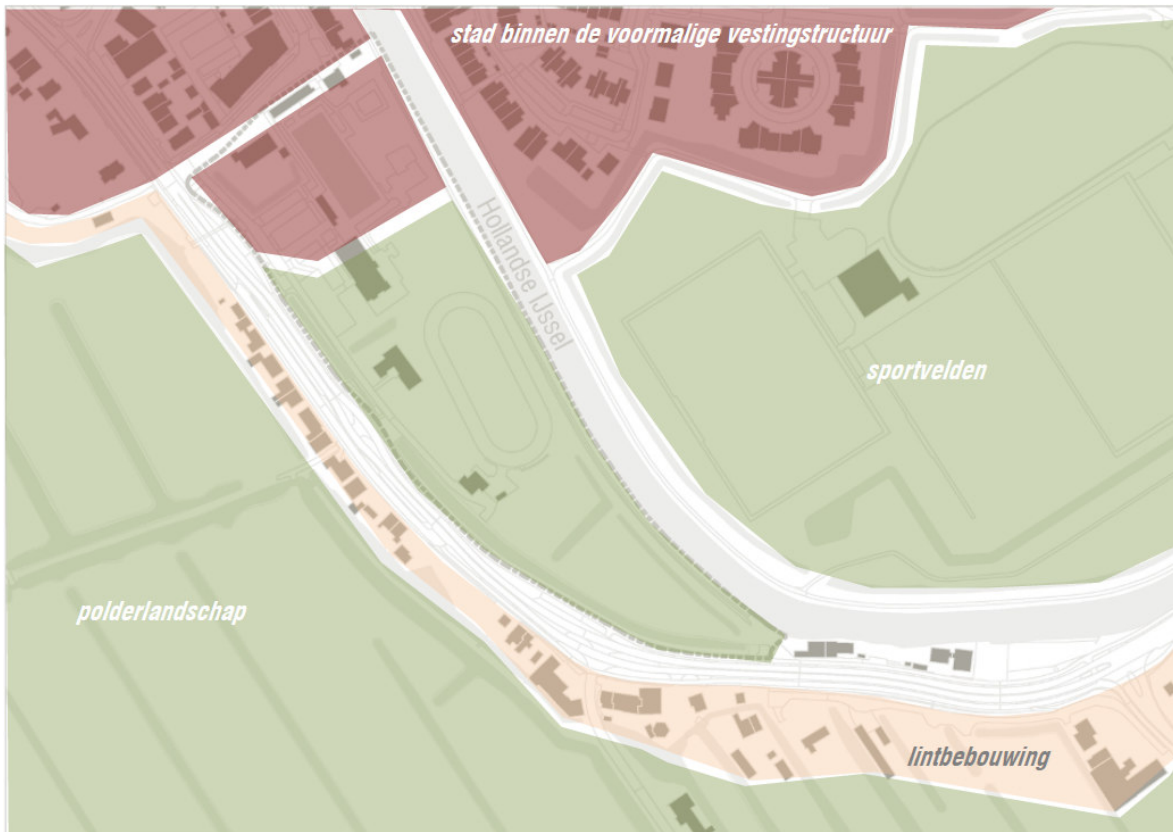 stad binnen de voormalige vestingstructuur
Hollandse IJssel
sportvelden
polderlandschap
lintbebouwing